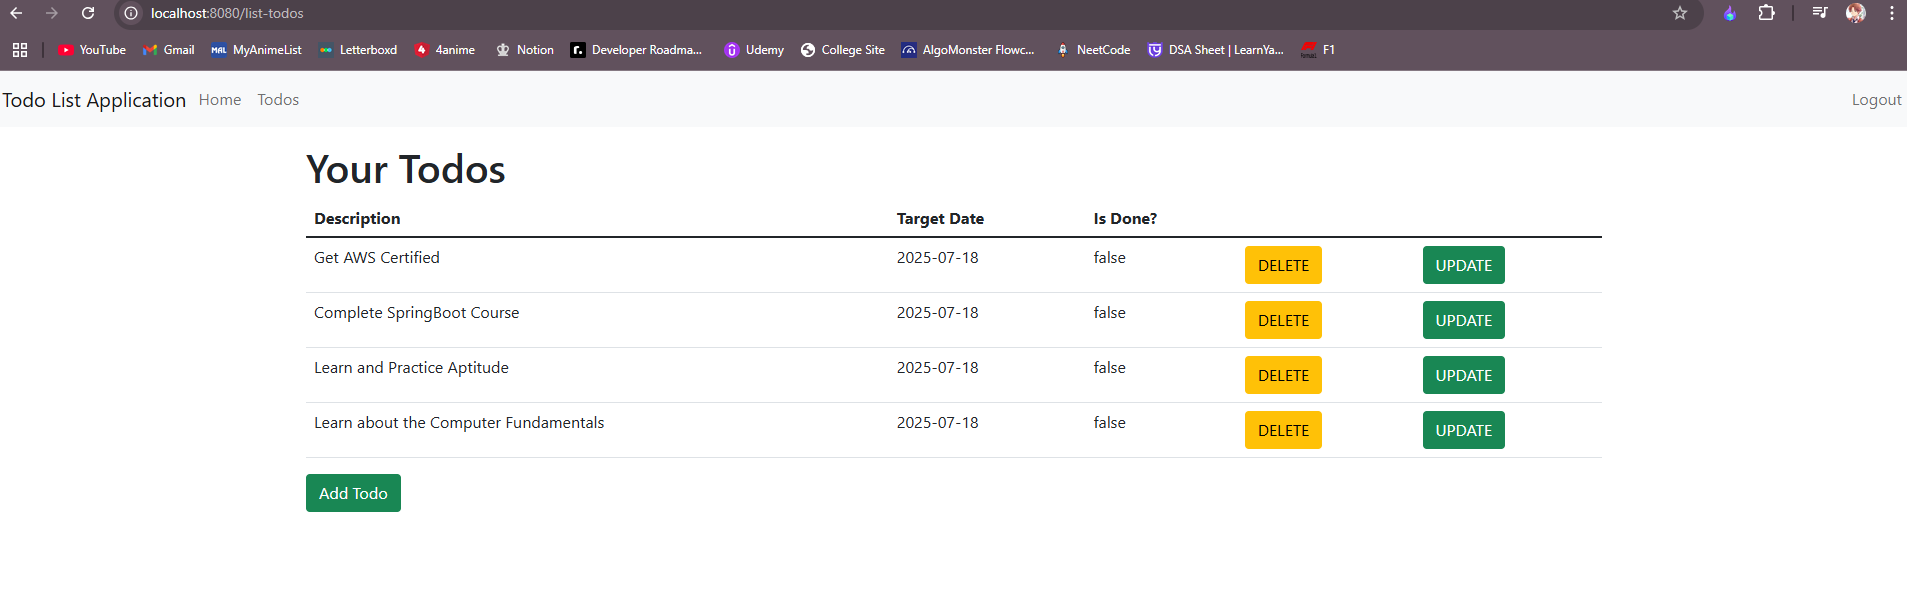 localhost:8080/list-todos
YouTube Gmail MAL MyAnimeList Letterboxd 4 4anime Notion r. Developer Roadma... Udemy College Site AlgoMonster Flowc... NeetCode DSA Sheet | LearnYa... F1
Todo List Application Home Todos Logout
Your Todos
Description Target Date Is Done?
Get AWS Certified 2025-07-18 false DELETE UPDATE
Complete SpringBoot Course 2025-07-18 false DELETE UPDATE
Learn and Practice Aptitude 2025-07-18 false DELETE UPDATE
Learn about the Computer Fundamentals 2025-07-18 false DELETE UPDATE
Add Todo